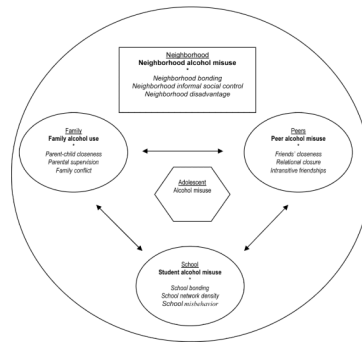 Neighborhood
Neighborhood alcohol misuse
*
Neighborhood bonding
Neighborhood informal social control
Neighborhood disadvantage
Family
Family alcohol use
*
Parent-child closeness
Parental supervision
Family conflict
Peers
Peer alcohol misuse
*
Friends' closeness
Relational closure
Intransitive friendships
Adolescent
Alcohol misuse
School
Student alcohol misuse
*
School bonding
School network density
School misbehavior